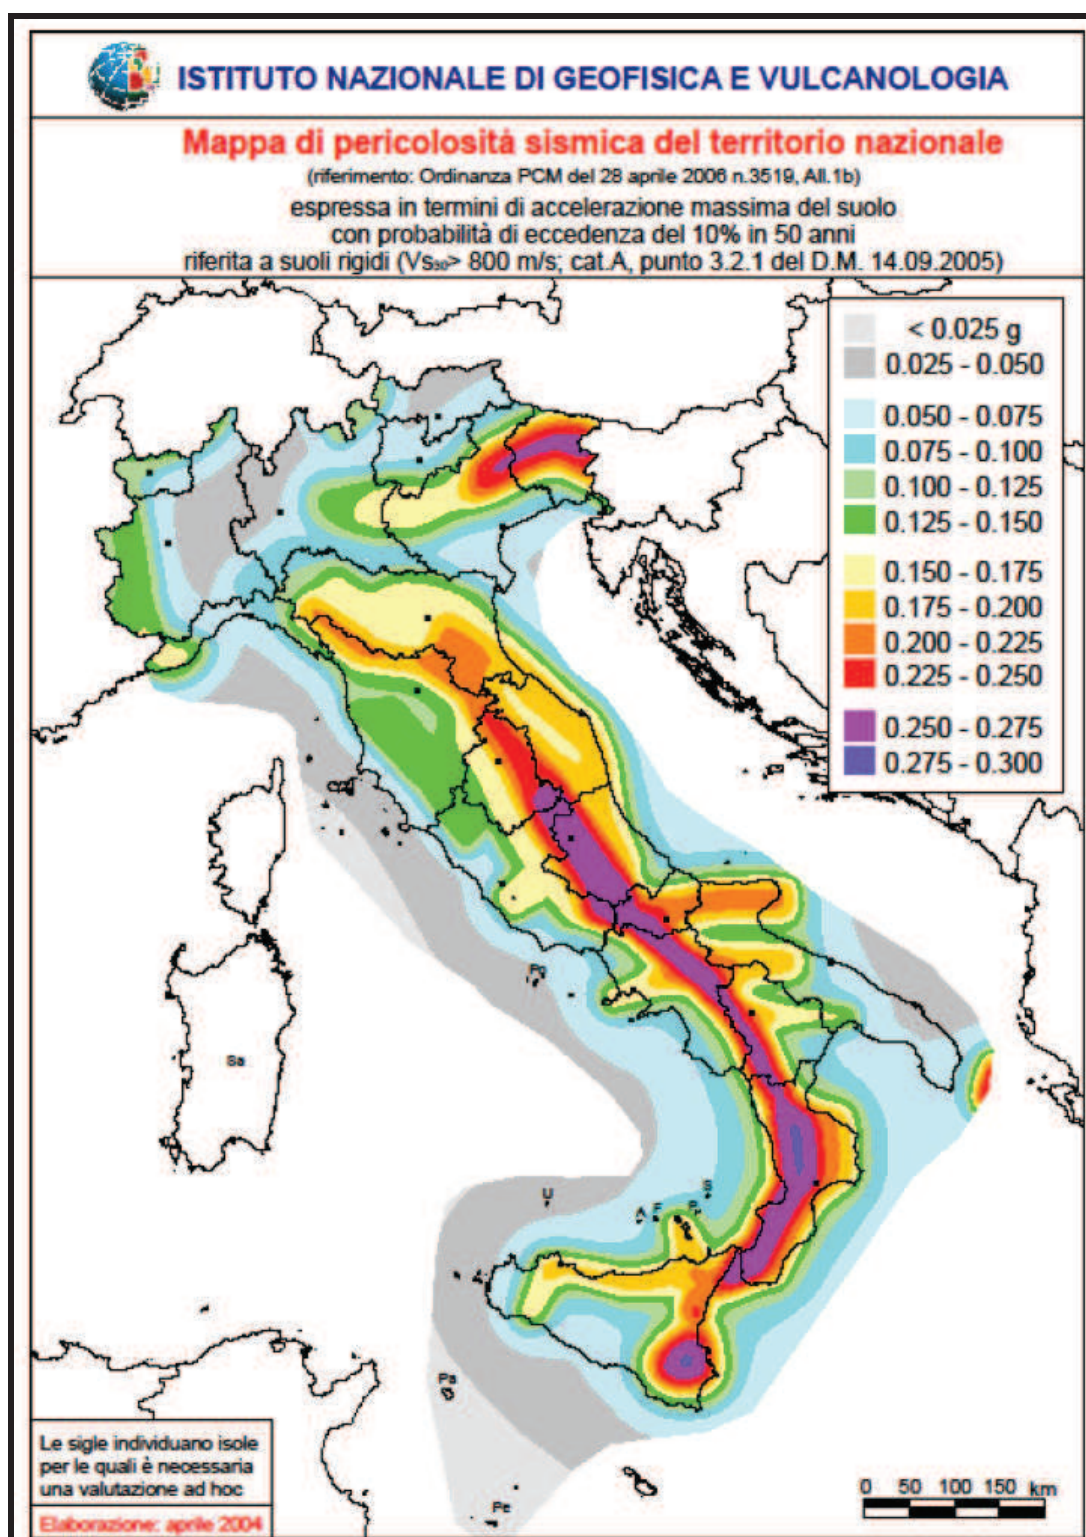 ISTITUTO NAZIONALE DI GEOFISICA E VULCANOLOGIA
Mappa di pericolosità sismica del territorio nazionale
(riferimento: Ordinanza PCM del 28 aprile 2006 n.3519, All.1b)
espressa in termini di accelerazione massima del suolo
con probabilità di eccedenza del 10% in 50 anni
riferita a suoli rigidi (Vs30> 800 m/s; cat.A, punto 3.2.1 del D.M. 14.09.2005)
< 0.025 g
0.025 - 0.050
0.050 - 0.075
0.075 - 0.100
0.100 - 0.125
0.125 - 0.150
0.150 - 0.175
0.175 - 0.200
0.200 - 0.225
0.225 - 0.250
0.250 - 0.275
0.275 - 0.300
Po
Sa
U
A
F
P
S
Pa
Pe
Le sigle individuano isole
per le quali è necessaria
una valutazione ad hoc
Elaborazione: aprile 2004
0 50 100 150 km